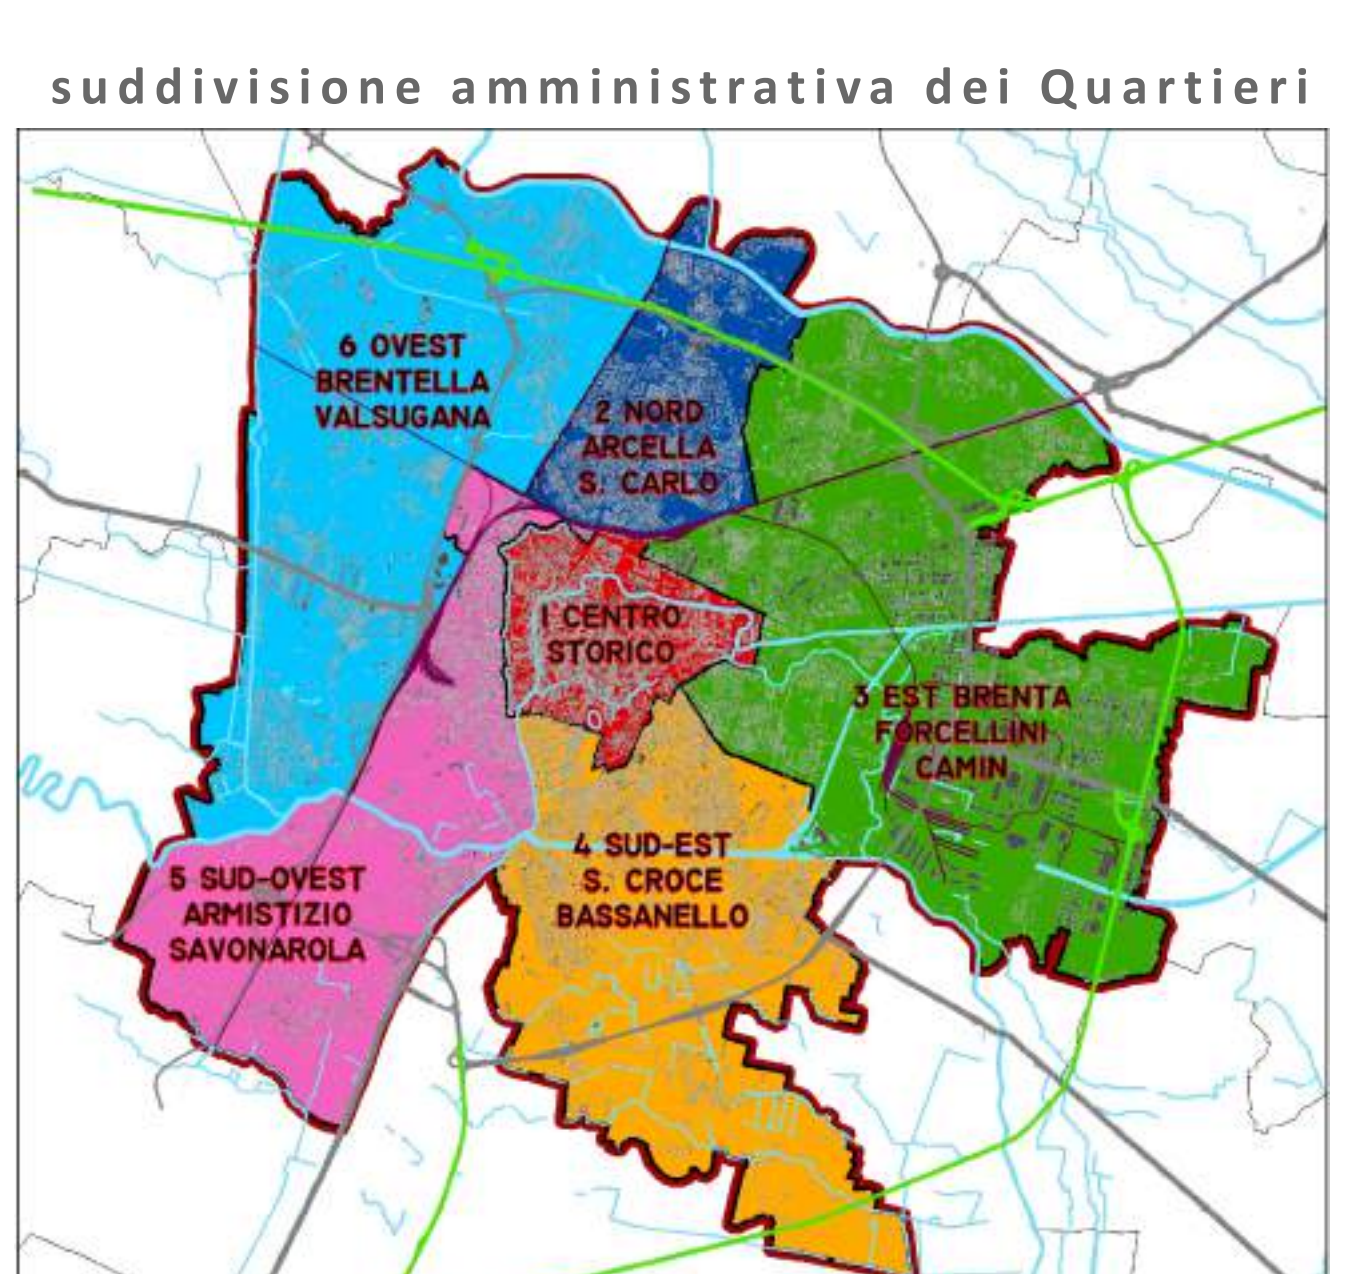 suddivisione amministrativa dei Quartieri
6 OVEST
BRENTELLA
VALSUGANA
2 NORD
ARCELLA
S. CARLO
1 CENTRO
STORICO
3 EST BRENTA
FORCELLINI
CAMIN
4 SUD-EST
S. CROCE
BASSANELLO
5 SUD-OVEST
ARMISTIZIO
SAVONAROLA